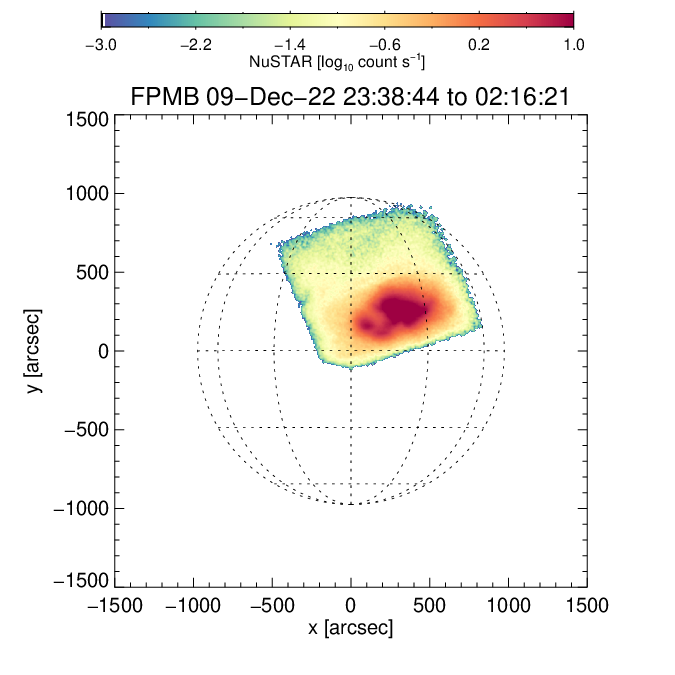 −3.0 −2.2 −1.4 −0.6 0.2 1.0
NuSTAR [log₁₀ count s⁻¹]
FPMB 09−Dec−22 23:38:44 to 02:16:21
1500
1000
500
0
−500
−1000
−1500
y [arcsec]
−1500 −1000 −500 0 500 1000 1500
x [arcsec]